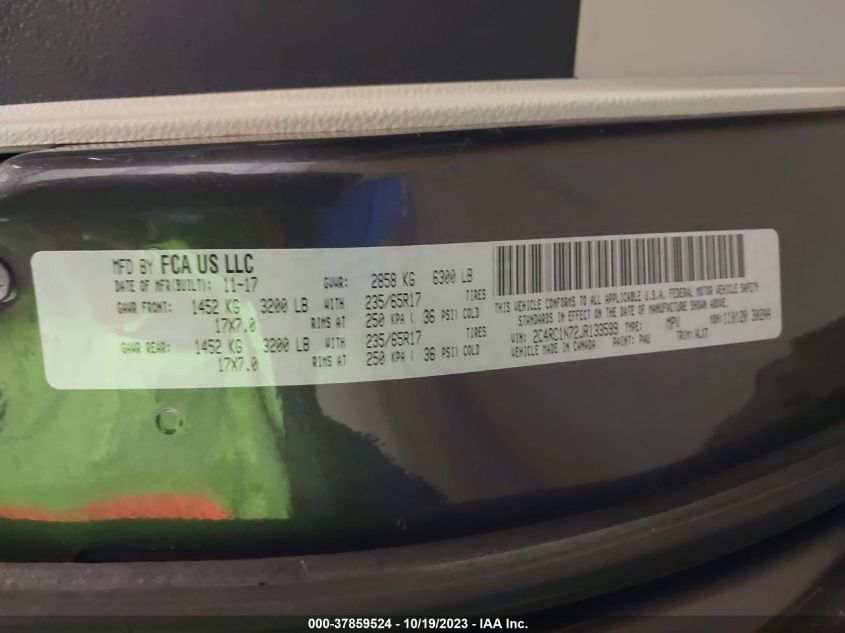 MFD BY FCA US LLC
DATE OF MFR(BUILT): 11-17 GVWR: 2858 KG 6300 LB
GAWR FRONT: 1452 KG 3200 LB WITH 235/65R17 TIRES
17X7.0 RIMS AT 250 KPA ( 36 PSI) COLD
GAWR REAR: 1452 KG 3200 LB WITH 235/65R17 TIRES
17X7.0 RIMS AT 250 KPA ( 36 PSI) COLD
THIS VEHICLE CONFORMS TO ALL APPLICABLE U.S.A. FEDERAL MOTOR VEHICLE SAFETY
STANDARDS IN EFFECT ON THE DATE OF MANUFACTURE SHOWN ABOVE.
VIN: 2C4RC1N72JR133599 TYPE: MPV MDH:110120 302AA
VEHICLE MADE IN CANADA PAINT: PAU TRIM:
000-37859524 - 10/19/2023 - IAA Inc.